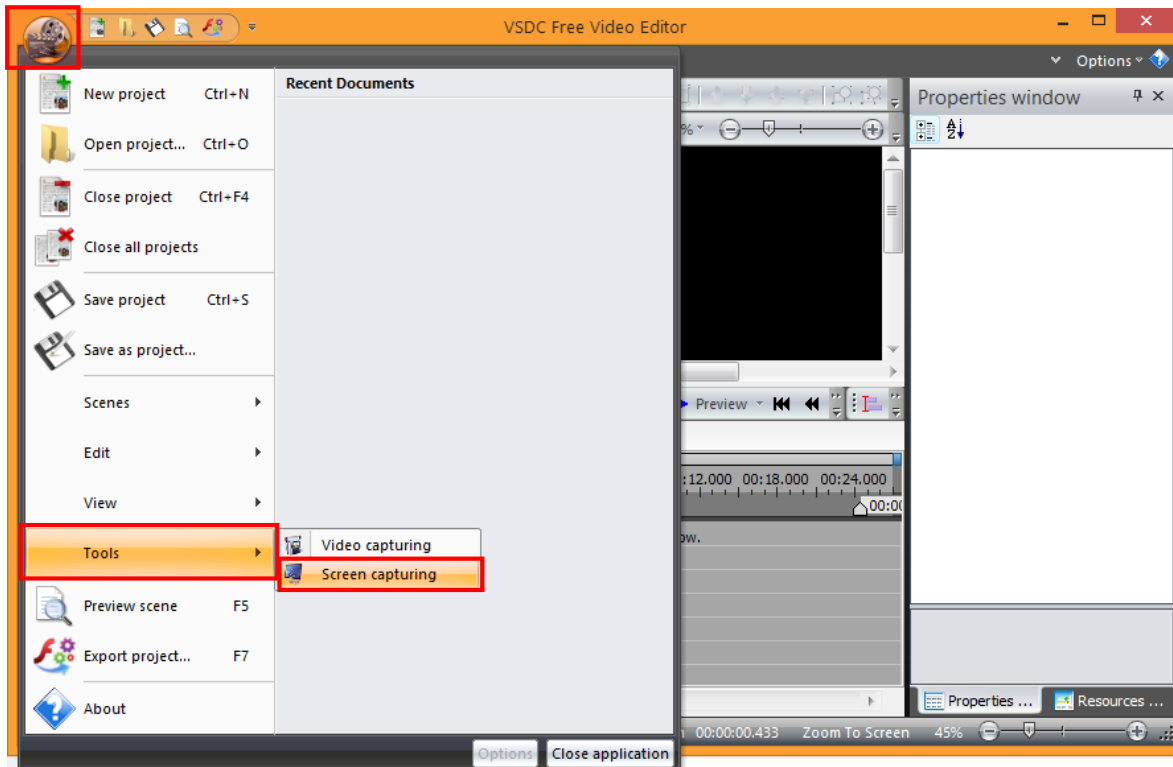 VSDC Free Video Editor
Options
New project Ctrl+N
Open project... Ctrl+O
Close project Ctrl+F4
Close all projects
Save project Ctrl+S
Save as project...
Scenes
Edit
View
Tools
Preview scene F5
Export project... F7
About
Recent Documents
Video capturing
Screen capturing
Options
Close application
%
Preview
:12.000 00:18.000 00:24.000
00:00
ow.
Properties window
Properties ...
Resources ...
00:00:00.433 Zoom To Screen 45%